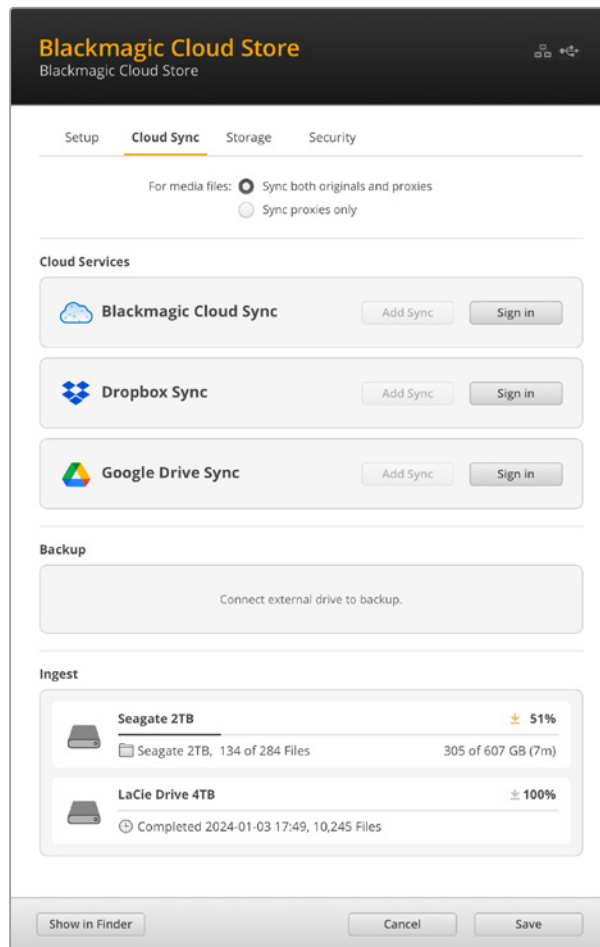 Blackmagic Cloud Store
Blackmagic Cloud Store
Setup Cloud Sync Storage Security
For media files: Sync both originals and proxies
Sync proxies only
Cloud Services
Blackmagic Cloud Sync Add Sync Sign in
Dropbox Sync Add Sync Sign in
Google Drive Sync Add Sync Sign in
Backup
Connect external drive to backup.
Ingest
Seagate 2TB 51%
Seagate 2TB, 134 of 284 Files 305 of 607 GB (7m)
LaCie Drive 4TB 100%
Completed 2024-01-03 17:49, 10,245 Files
Show in Finder Cancel Save